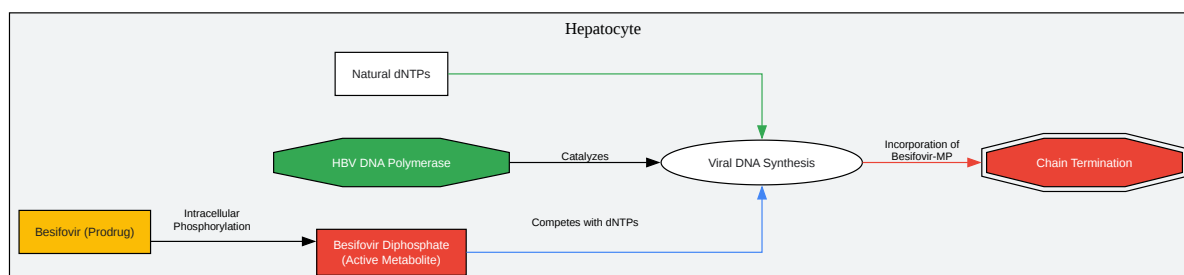 Hepatocyte
Natural dNTPs
HBV DNA Polymerase
Catalyzes
Viral DNA Synthesis
Incorporation of
Besifovir-MP
Chain Termination
Besifovir (Prodrug)
Intracellular
Phosphorylation
Besifovir Diphosphate
(Active Metabolite)
Competes with dNTPs